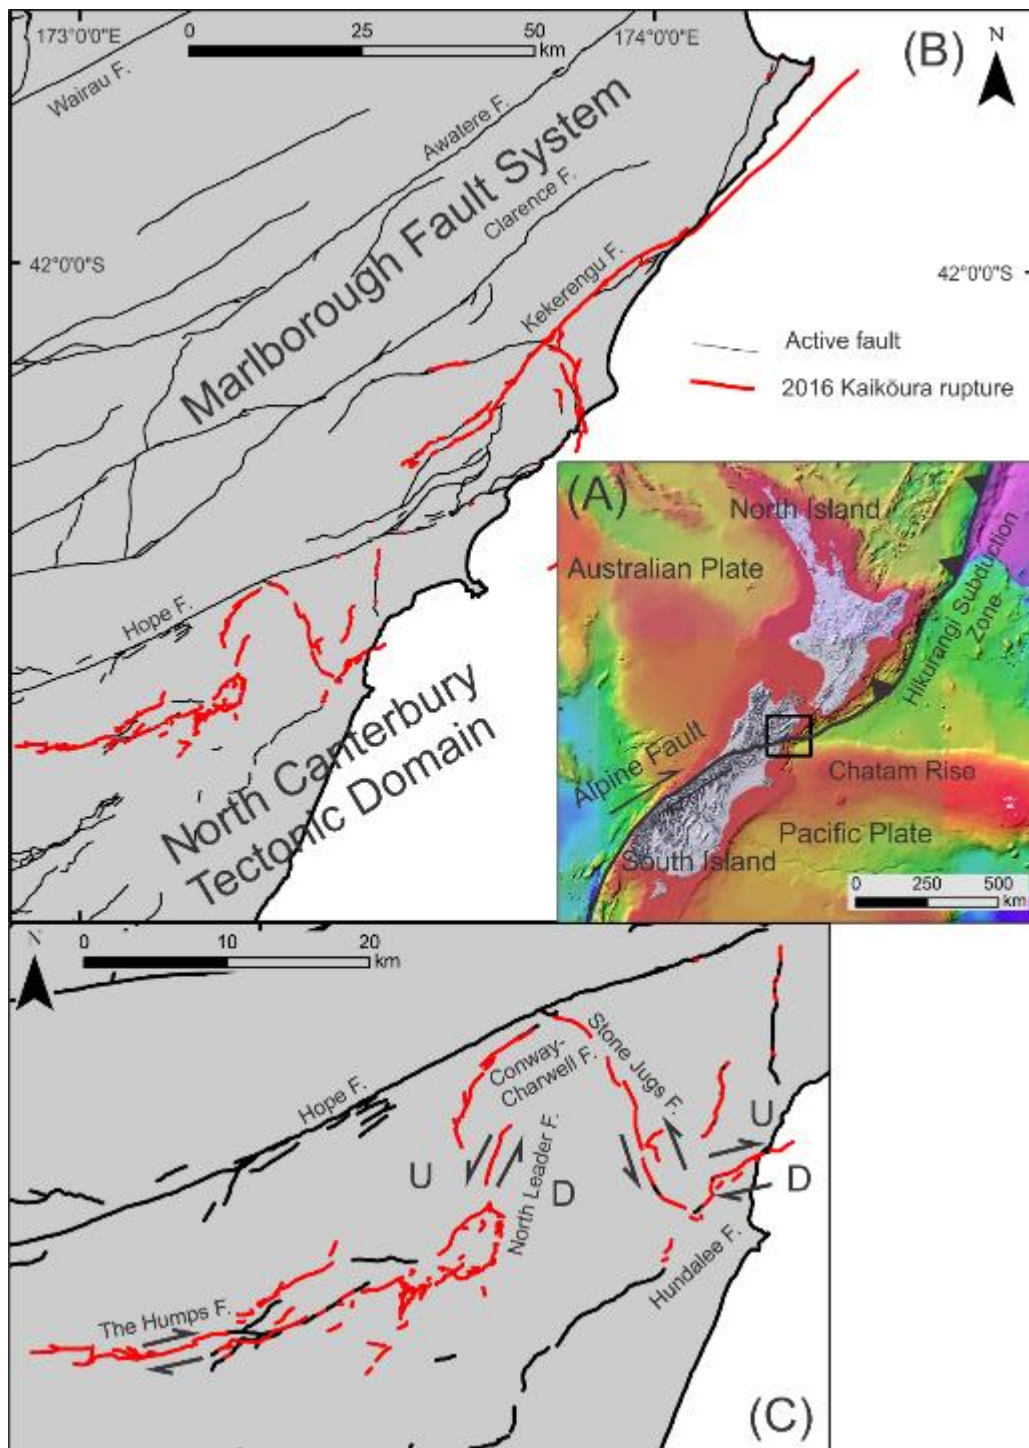 173°0'0"E
0
25
50
km
174°0'0"E
(B)
N
Wairau F.
Awatere F.
Marlborough Fault System
Clarence F.
42°0'0"S
Kekerengu F.
42°0'0"S
Active fault
2016 Kaikōura rupture
Hope F.
North Canterbury
Tectonic Domain
(A)
North Island
Australian Plate
Hikurangi Subduction
Zone
Alpine Fault
Chatam Rise
Pacific Plate
South Island
0
250
500
km
N
0
10
20
km
Hope F.
Conway-
Charwell F.
Stone Jugs F.
U
U
North Leader F.
D
D
Hundalee F.
The Humps F.
(C)